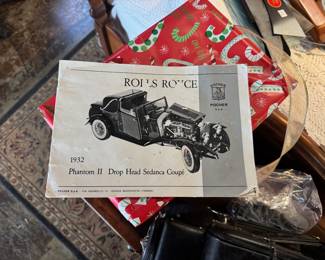 ROLLS ROYCE
POCHER
1932
Phantom II Drop Head Sedanca Coupé